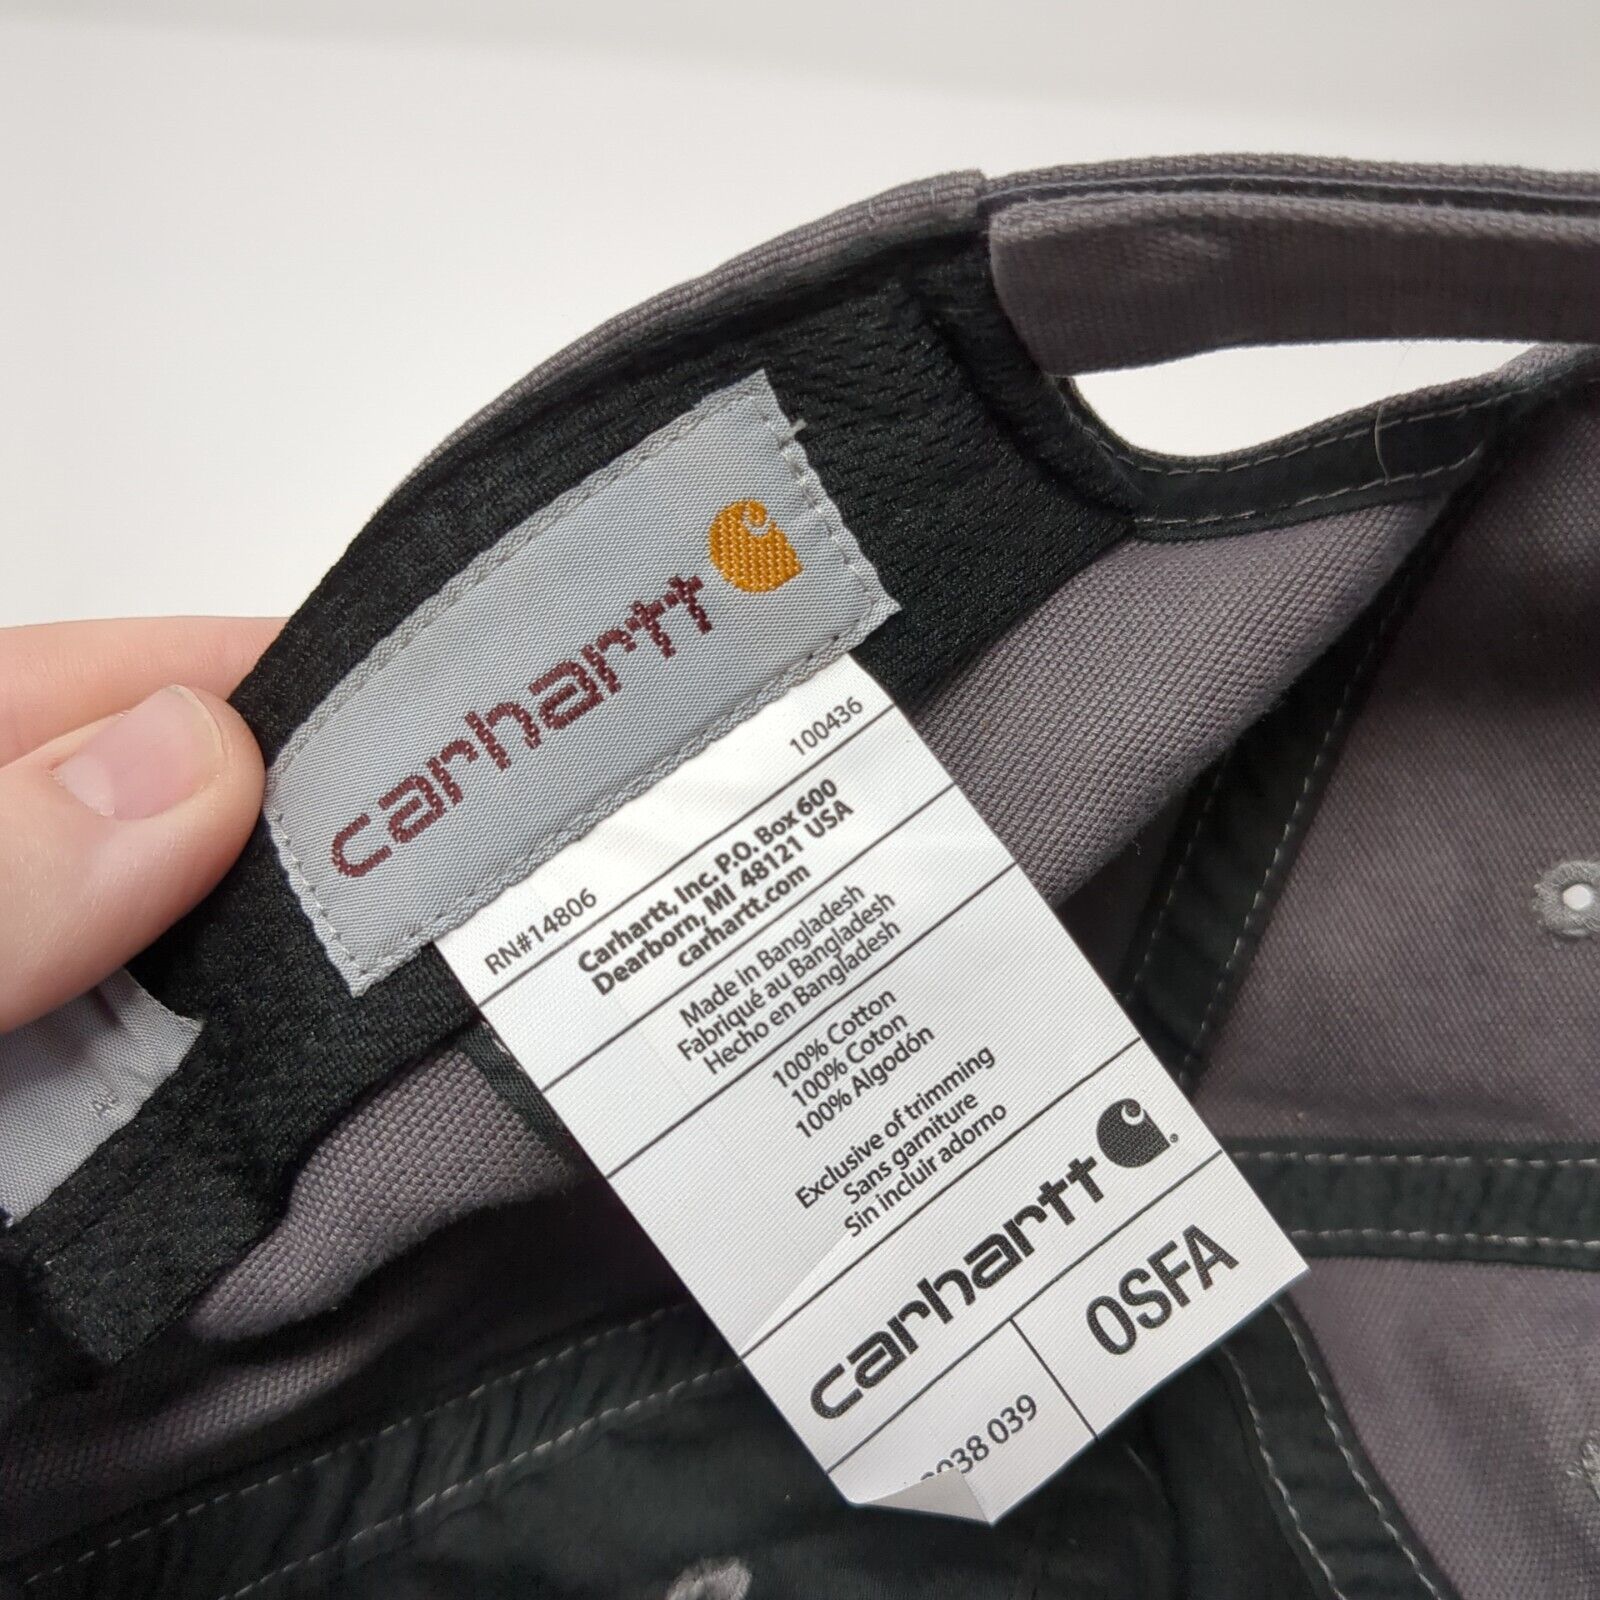 carhartt
RN#14806 100436
Carhartt, Inc. P.O. Box 600
Dearborn, MI 48121 USA
carhartt.com
Made in Bangladesh
Fabriqué au Bangladesh
Hecho en Bangladesh
100% Cotton
100% Coton
100% Algodón
Exclusive of trimming
Sans garniture
Sin incluir adorno
carhartt
039 OSFA